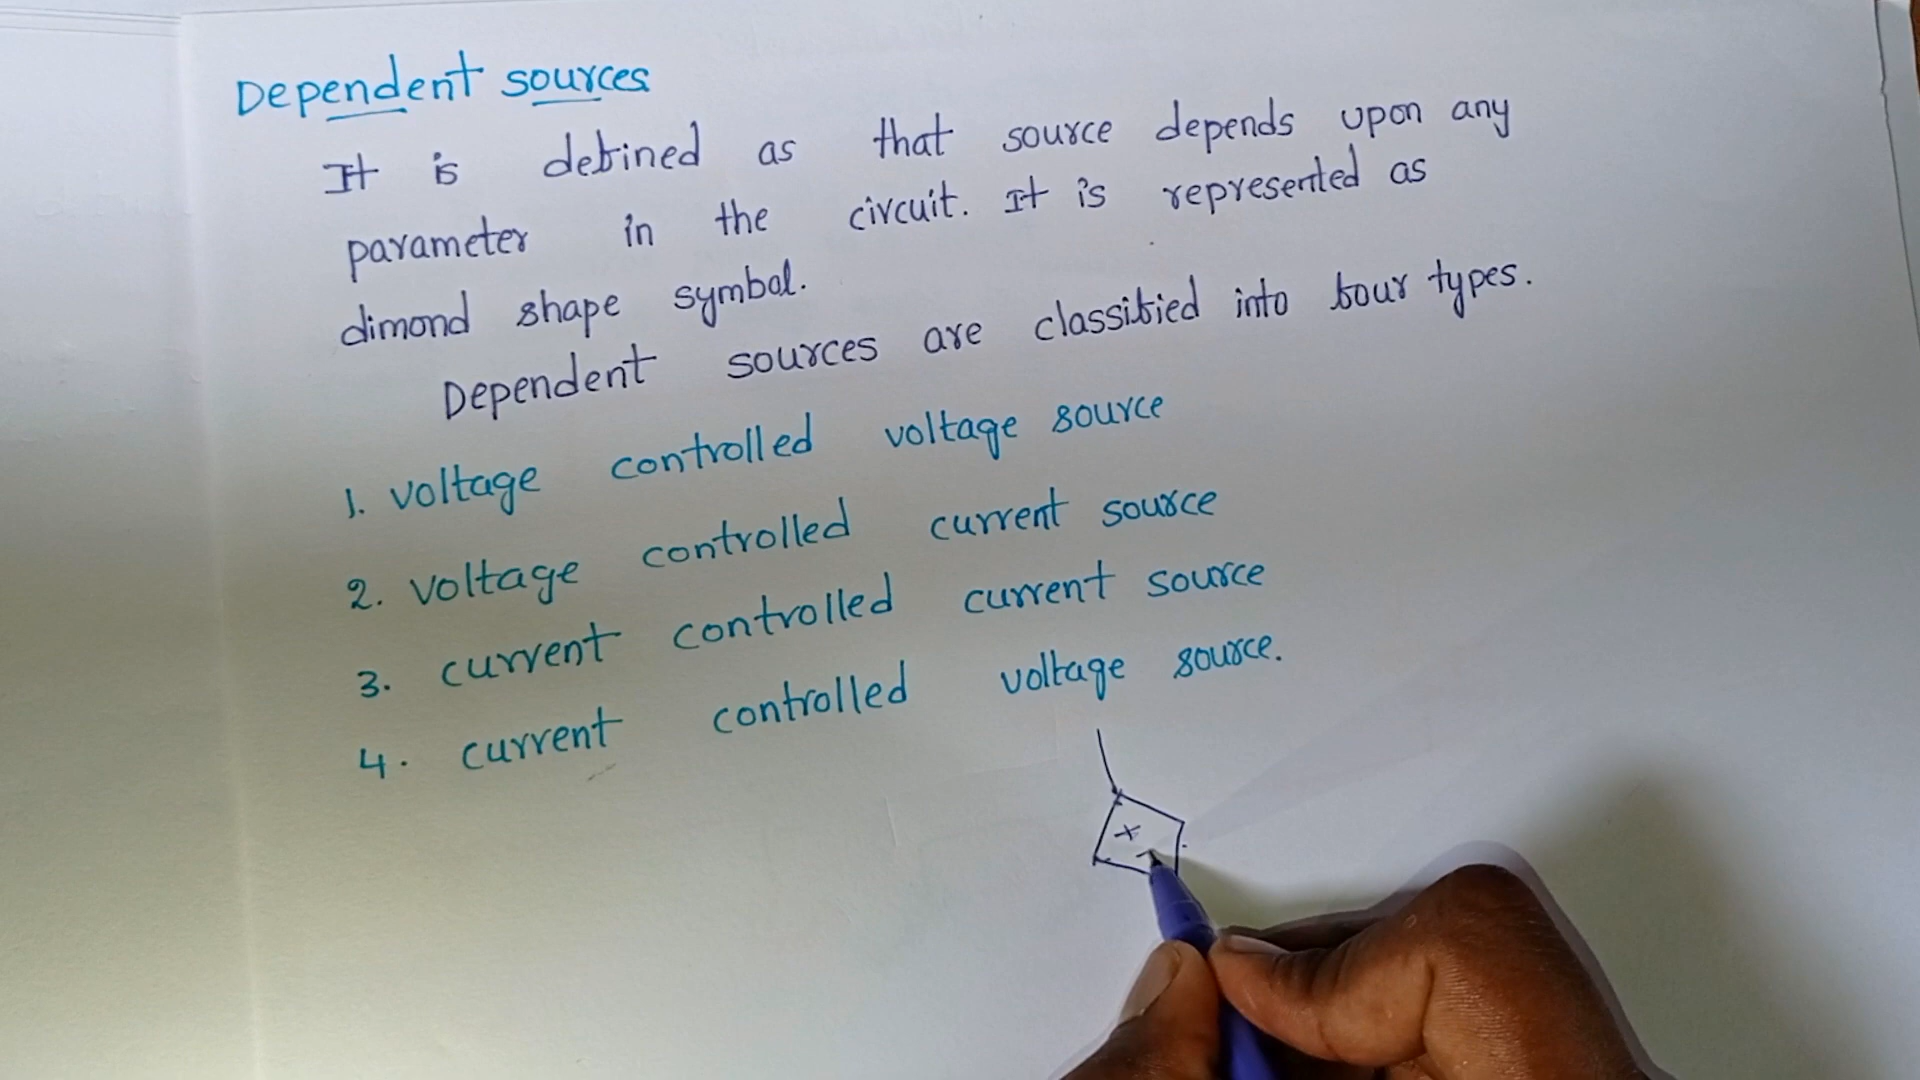 Dependent sources
It is defined as that source depends upon any
parameter in the circuit. It is represented as
dimond shape symbol.
Dependent sources are classified into four types.
1. voltage controlled voltage source
2. voltage controlled current source
3. current controlled current source
4. current controlled voltage source.
+
-